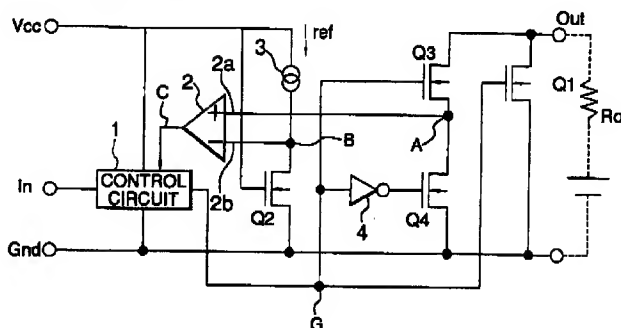 Vcc
3
ref
Out
Q3
2
2a
C
Q1
Ro
1
B
A
In
CONTROL
CIRCUIT
2b
Q2
4
Q4
Gnd
G